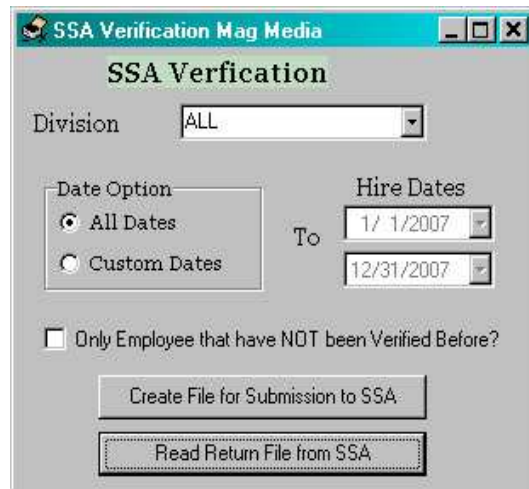 SSA Verification Mag Media
SSA Verfication
Division ALL
Date Option
Hire Dates
All Dates
To
1/ 1/2007
Custom Dates
12/31/2007
Only Employee that have NOT been Verified Before?
Create File for Submission to SSA
Read Return File from SSA